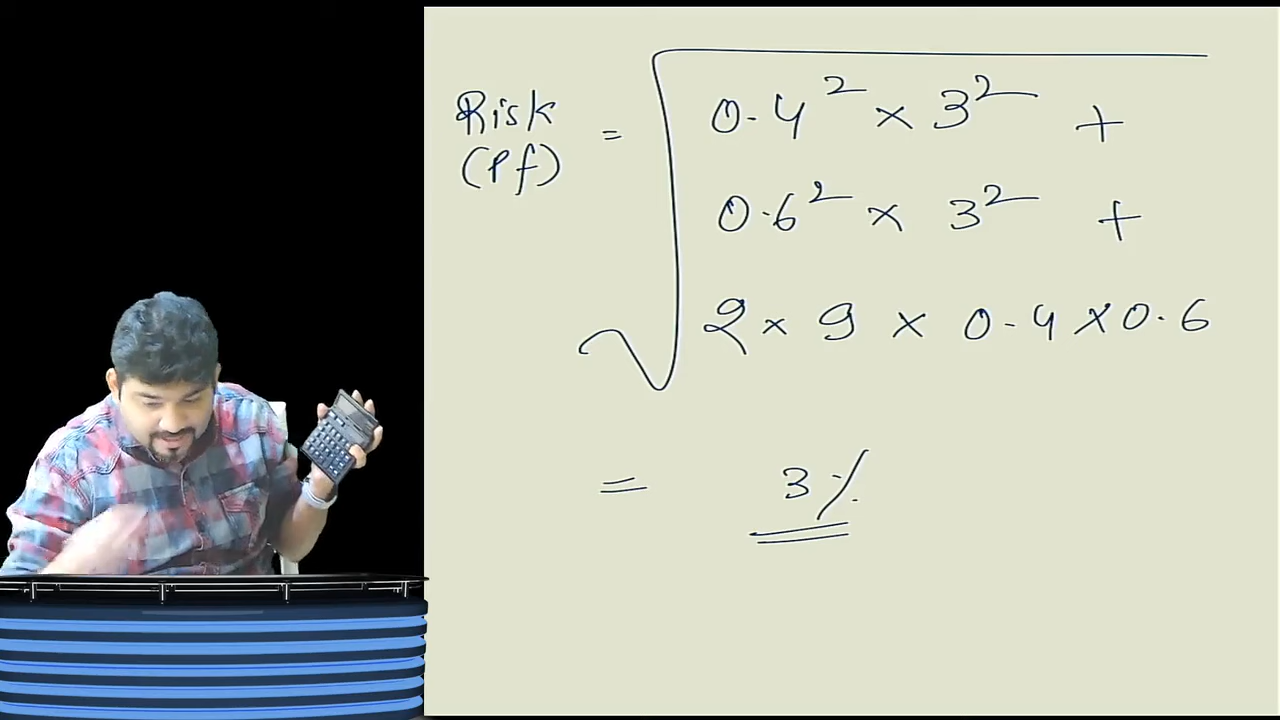 Risk = √ 0.4² × 3² +
(Pf)
0.6² × 3² +
2 × 9 × 0.4 × 0.6
= 3%